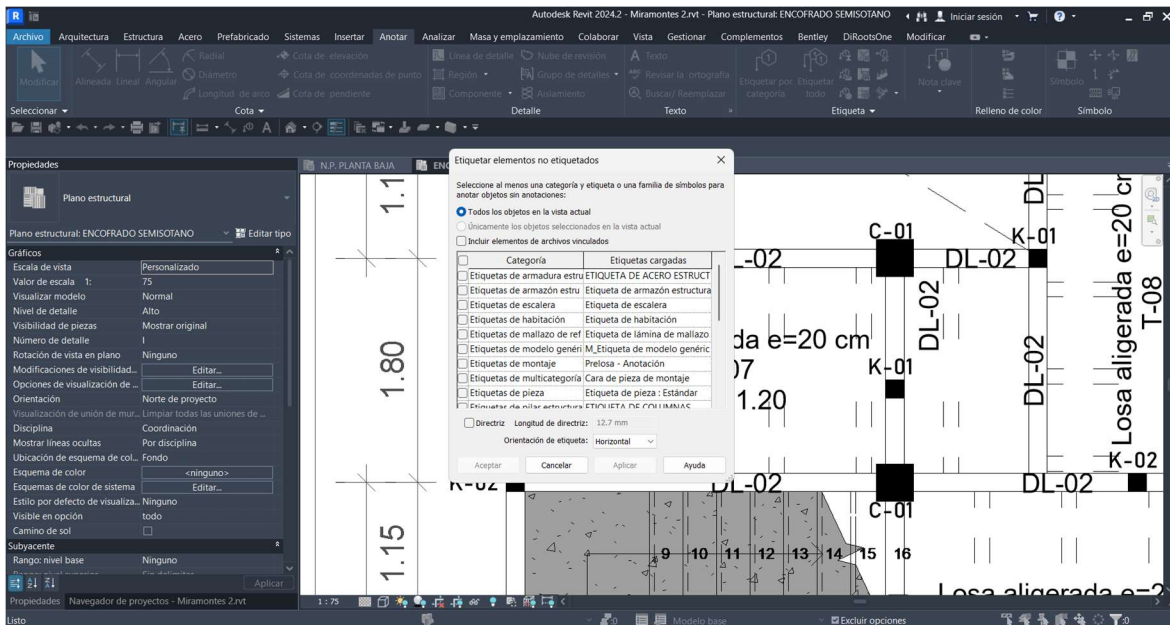 Autodesk Revit 2024.2 - Miramontes 2.rvt - Plano estructural: ENCOFRADO SEMISOTANO
Iniciar sesión
Archivo Arquitectura Estructura Acero Prefabricado Sistemas Insertar Anotar Analizar Masa y emplazamiento Colaborar Vista Gestionar Complementos Bentley DiRootsOne Modificar
Modificar
Alineada Lineal Angular
Radial
Diámetro
Longitud de arco
Cota de elevación
Cota de coordenadas de punto
Cota de pendiente
Línea de detalle
Nube de revisión
Región
Grupo de detalles
Componente
Aislamiento
A Texto
Revisar la ortografía
Buscar/ Reemplazar
Etiquetar por categoría
Etiquetar todo
Nota clave
Símbolo
Seleccionar
Cota
Detalle
Texto
Etiqueta
Relleno de color
Símbolo
Propiedades
Plano estructural
Plano estructural: ENCOFRADO SEMISOTANO
Editar tipo
Gráficos
Escala de vista Personalizado
Valor de escala 1: 75
Visualizar modelo Normal
Nivel de detalle Alto
Visibilidad de piezas Mostrar original
Número de detalle I
Rotación de vista en plano Ninguno
Modificaciones de visibilidad... Editar...
Opciones de visualización de ... Editar...
Orientación Norte de proyecto
Visualización de unión de mur... Limpiar todas las uniones de ...
Disciplina Coordinación
Mostrar líneas ocultas Por disciplina
Ubicación de esquema de col... Fondo
Esquema de color <ninguno>
Esquemas de color de sistema Editar...
Estilo por defecto de visualiza... Ninguno
Visible en opción todo
Camino de sol
Subyacente
Rango: nivel base Ninguno
Aplicar
Propiedades Navegador de proyectos - Miramontes 2.rvt
Listo
N.P. PLANTA BAJA
EN
Etiquetar elementos no etiquetados
Seleccione al menos una categoría y etiqueta o una familia de símbolos para
anotar objetos sin anotaciones:
Todos los objetos en la vista actual
Únicamente los objetos seleccionados en la vista actual
Incluir elementos de archivos vinculados
Categoría Etiquetas cargadas
Etiquetas de armadura estru ETIQUETA DE ACERO ESTRUCT
Etiquetas de armazón estru Etiqueta de armazón estructura
Etiquetas de escalera Etiqueta de escalera
Etiquetas de habitación Etiqueta de habitación
Etiquetas de mallazo de ref Etiqueta de lámina de mallazo
Etiquetas de modelo genéri M_Etiqueta de modelo genéric
Etiquetas de montaje Prelosa - Anotación
Etiquetas de multicategoría Cara de pieza de montaje
Etiquetas de pieza Etiqueta de pieza : Estándar
Etiquetas de pilar estructura ETIQUETA DE COLUMNAS
Directriz Longitud de directriz: 12.7 mm
Orientación de etiqueta: Horizontal
Aceptar Cancelar Aplicar Ayuda
1.1
1.80
1.15
C-01
K-01
-02
DL-02
DL
cr
DL-02
da e=20 cm
07
1.20
K-01
DL-02
Losa aligerada e=20
T-08
K-02
K-02
DL-02
DL-02
C-01
9 10 11 12 13 14 15 16
Losa aligerada e=2
1 : 75
:0
Modelo base
Excluir opciones
:0